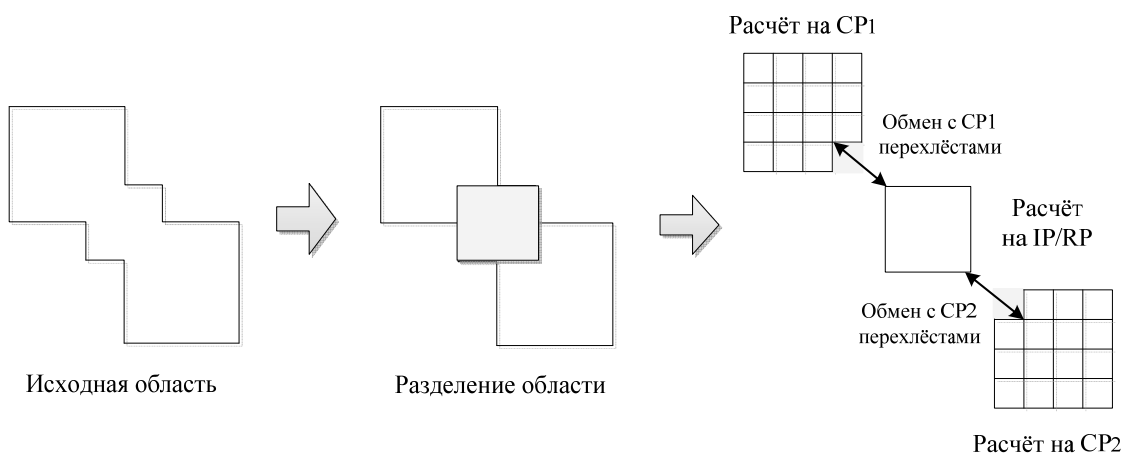 Расчёт на CP1
Обмен с CP1
перехлёстами
Расчёт
на IP/RP
Обмен с CP2
перехлёстами
Исходная область
Разделение области
Расчёт на CP2